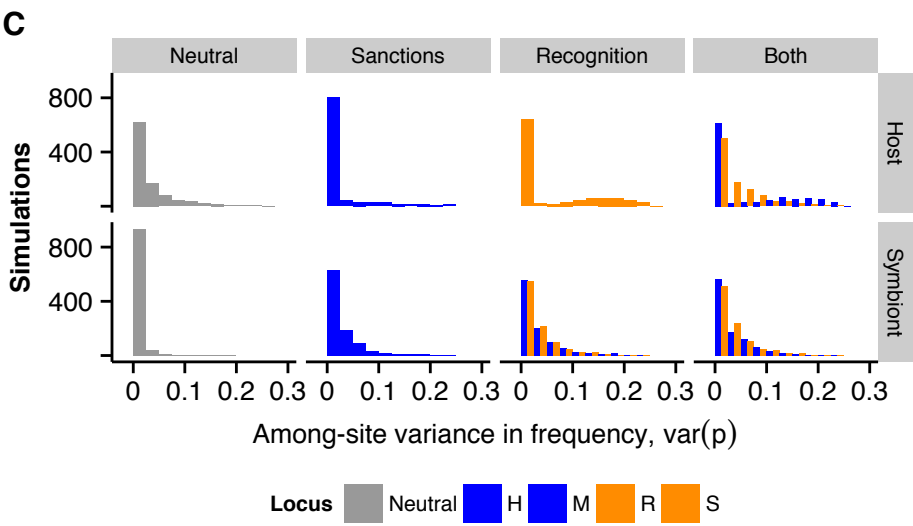 C
Neutral Sanctions Recognition Both
800
400
Host
Simulations
800
400
Symbiont
0 0.1 0.2 0.3 0 0.1 0.2 0.3 0 0.1 0.2 0.3 0 0.1 0.2 0.3
Among-site variance in frequency, var(p)
Locus Neutral H M R S